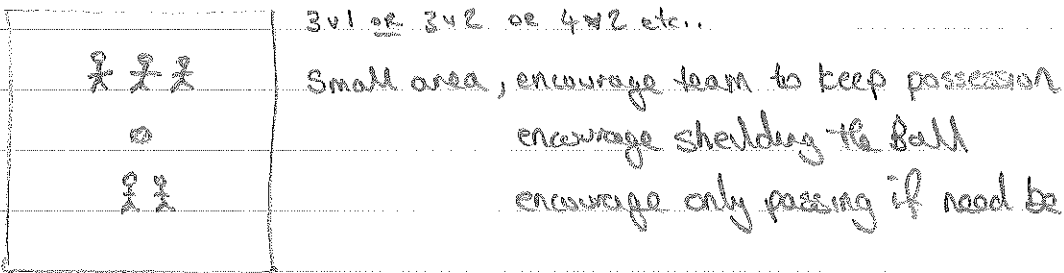 3v1 or 3v2 or 4v2 etc..
Small area, encourage team to keep possession
encourage sheilding the Ball
encourage only passing if need be